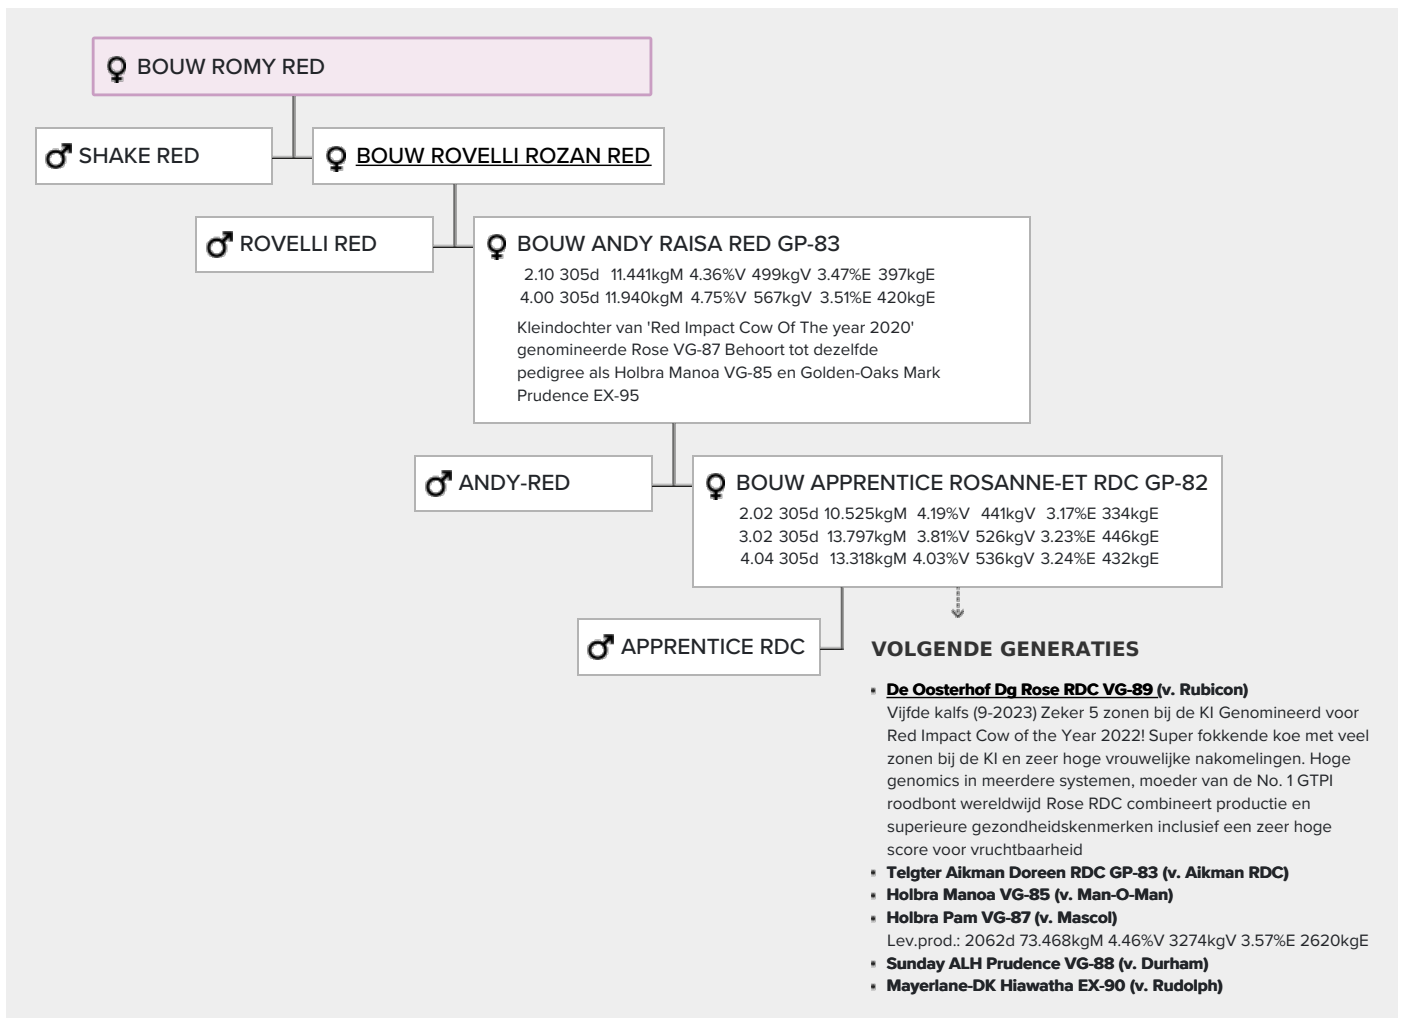 BOUW ROMY RED
SHAKE RED
BOUW ROVELLI ROZAN RED
ROVELLI RED
BOUW ANDY RAISA RED GP-83
2.10 305d 11.441kgM 4.36%V 499kgV 3.47%E 397kgE
4.00 305d 11.940kgM 4.75%V 567kgV 3.51%E 420kgE
Kleindochter van 'Red Impact Cow Of The year 2020'
genomineerde Rose VG-87 Behoort tot dezelfde
pedigree als Holbra Manoa VG-85 en Golden-Oaks Mark
Prudence EX-95
ANDY-RED
BOUW APPRENTICE ROSANNE-ET RDC GP-82
2.02 305d 10.525kgM 4.19%V 441kgV 3.17%E 334kgE
3.02 305d 13.797kgM 3.81%V 526kgV 3.23%E 446kgE
4.04 305d 13.318kgM 4.03%V 536kgV 3.24%E 432kgE
APPRENTICE RDC
VOLGENDE GENERATIES
De Oosterhof Dg Rose RDC VG-89 (v. Rubicon)
Vijfde kalfs (9-2023) Zeker 5 zonen bij de KI Genomineerd voor
Red Impact Cow of the Year 2022! Super fokkende koe met veel
zonen bij de KI en zeer hoge vrouwelijke nakomelingen. Hoge
genomics in meerdere systemen, moeder van de No. 1 GTPI
roodbont wereldwijd Rose RDC combineert productie en
superieure gezondheidskenmerken inclusief een zeer hoge
score voor vruchtbaarheid
Telgter Aikman Doreen RDC GP-83 (v. Aikman RDC)
Holbra Manoa VG-85 (v. Man-O-Man)
Holbra Pam VG-87 (v. Mascol)
Lev.prod.: 2062d 73.468kgM 4.46%V 3274kgV 3.57%E 2620kgE
Sunday ALH Prudence VG-88 (v. Durham)
Mayerlane-DK Hiawatha EX-90 (v. Rudolph)